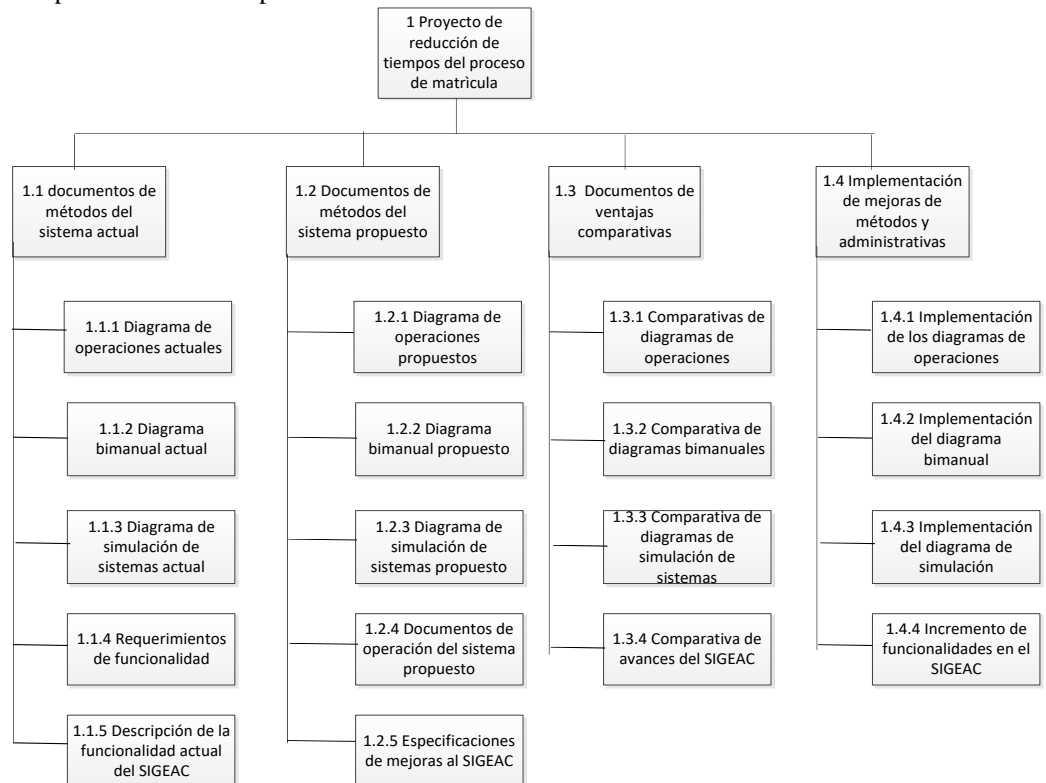 1 Proyecto de
reducción de
tiempos del proceso
de matrìcula
1.1 documentos de
métodos del
sistema actual
1.1.1 Diagrama de
operaciones actuales
1.1.2 Diagrama
bimanual actual
1.1.3 Diagrama de
simulación de
sistemas actual
1.1.4 Requerimientos
de funcionalidad
1.1.5 Descripción de la
funcionalidad actual
del SIGEAC
1.2 Documentos de
métodos del
sistema propuesto
1.2.1 Diagrama de
operaciones
propuestos
1.2.2 Diagrama
bimanual propuesto
1.2.3 Diagrama de
simulación de
sistemas propuesto
1.2.4 Documentos de
operación del sistema
propuesto
1.2.5 Especificaciones
de mejoras al SIGEAC
1.3 Documentos de
ventajas
comparativas
1.3.1 Comparativas de
diagramas de
operaciones
1.3.2 Comparativa de
diagramas bimanuales
1.3.3 Comparativa de
diagramas de
simulación de
sistemas
1.3.4 Comparativa de
avances del SIGEAC
1.4 Implementación
de mejoras de
métodos y
administrativas
1.4.1 Implementación
de los diagramas de
operaciones
1.4.2 Implementación
del diagrama
bimanual
1.4.3 Implementación
del diagrama de
simulación
1.4.4 Incremento de
funcionalidades en el
SIGEAC